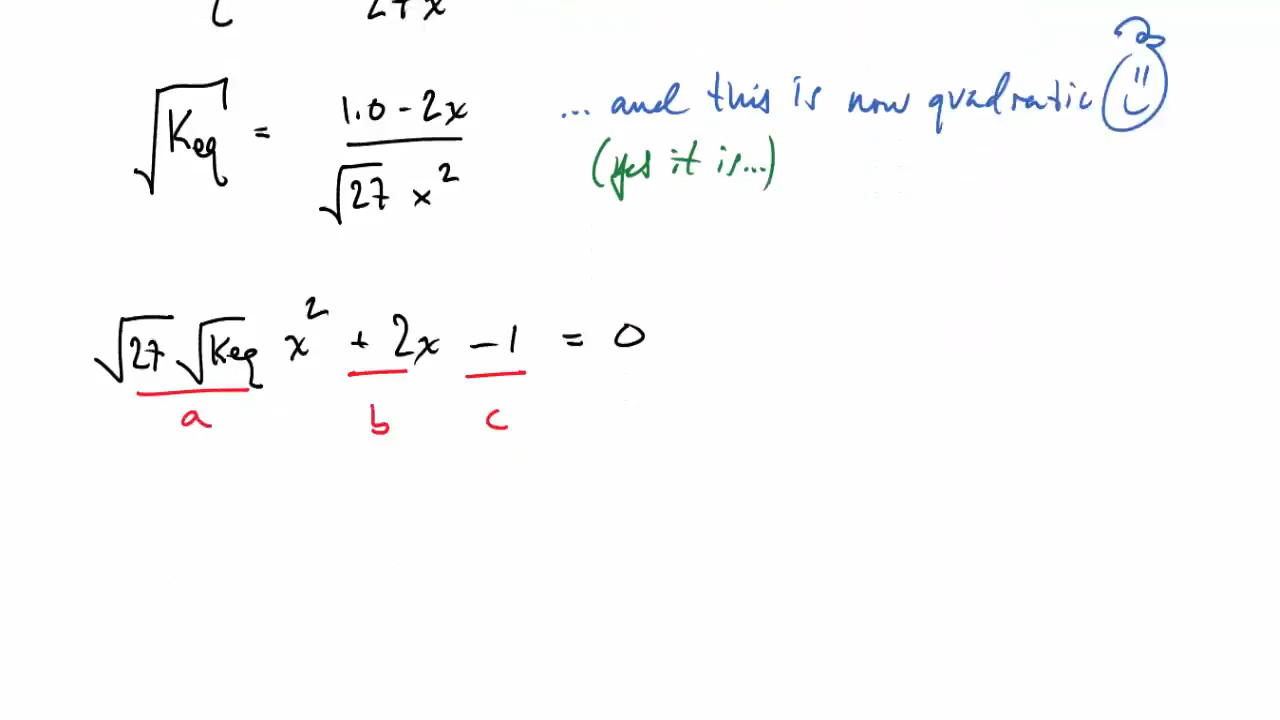 27 x
√Keq = 1.0 - 2x / √27 x² ... and this is now quadratic
(yes it is...)
√27 √Keq x² + 2x - 1 = 0
a b c